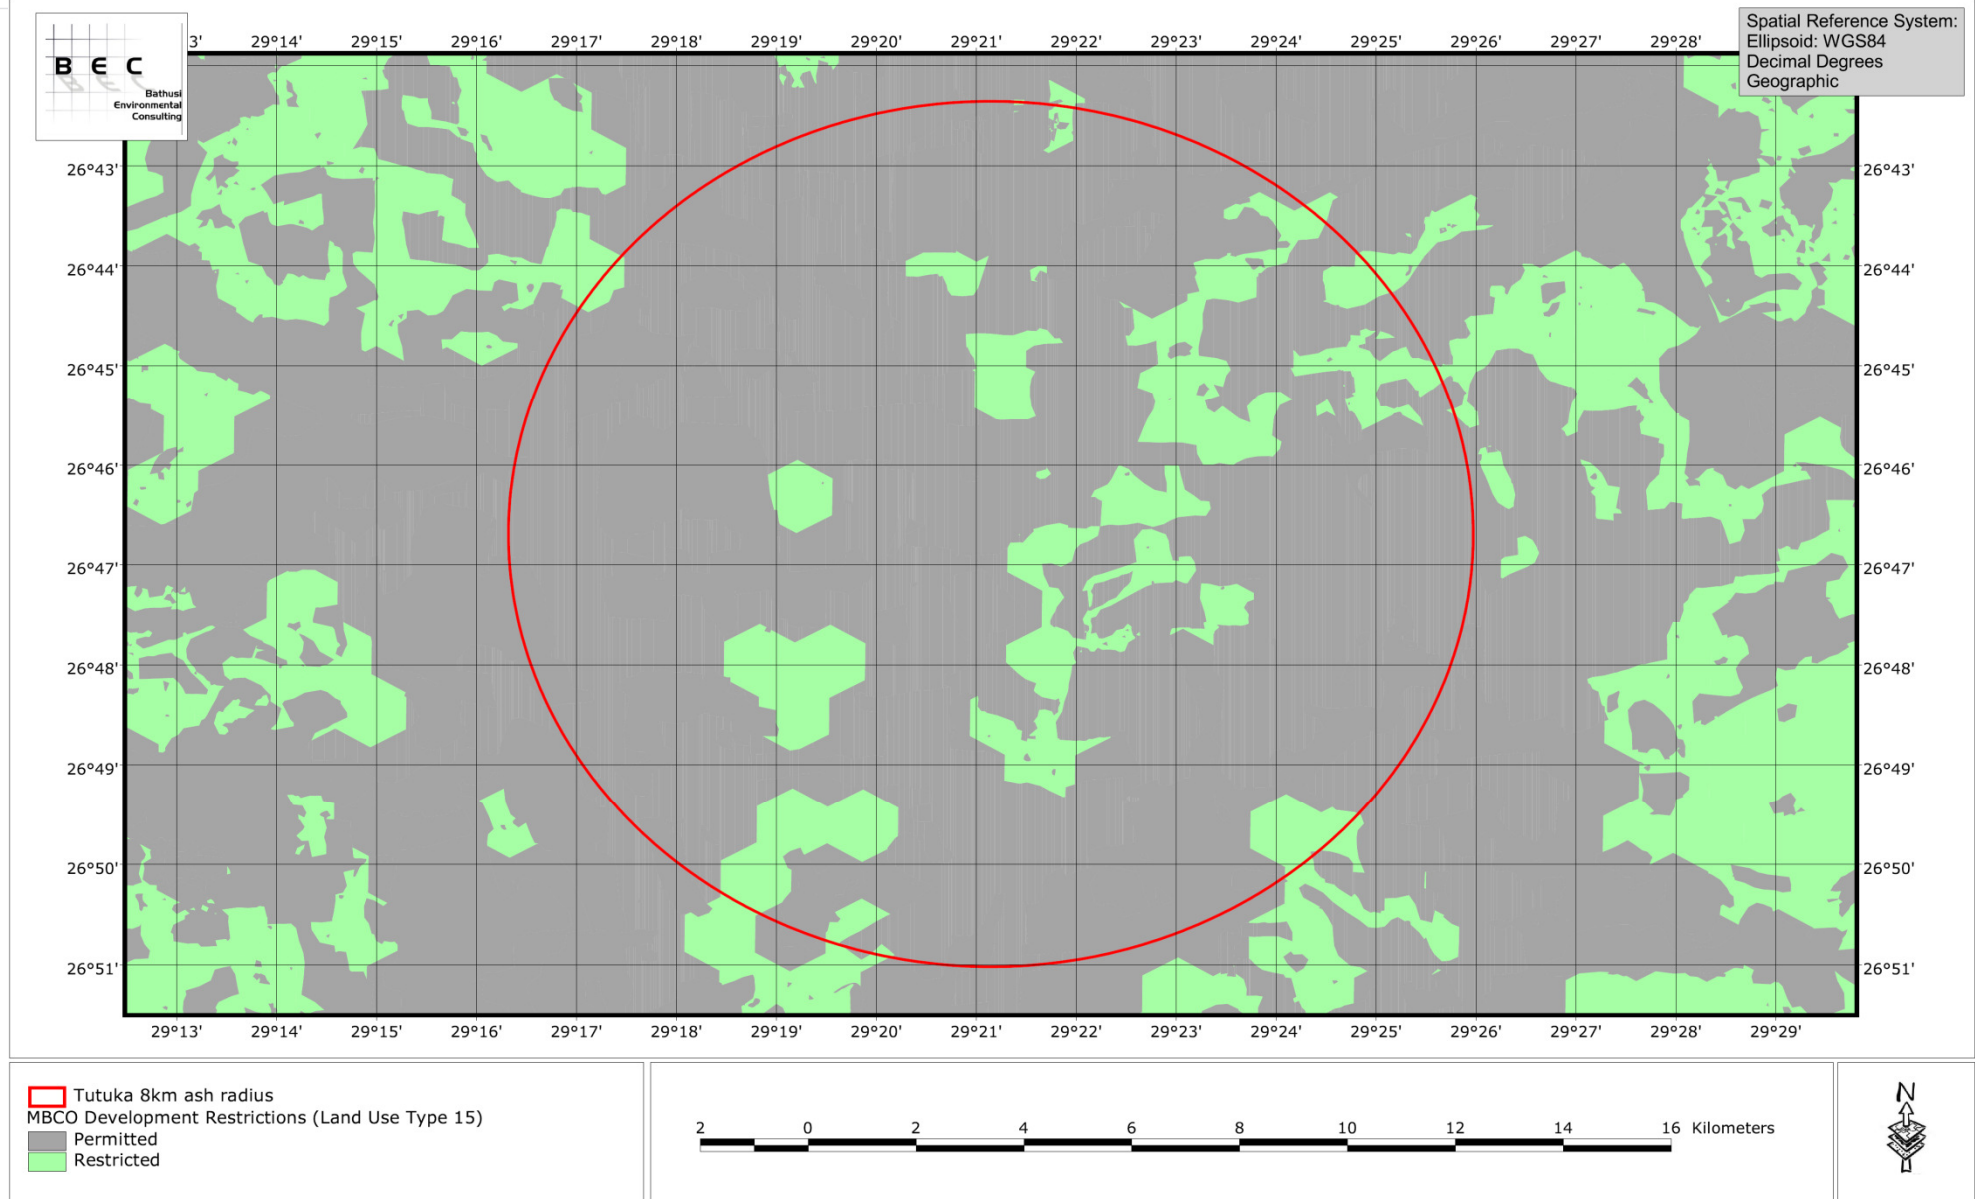 B E C
Bathusi
Environmental
Consulting
Spatial Reference System:
Ellipsoid: WGS84
Decimal Degrees
Geographic
3' 29°14' 29°15' 29°16' 29°17' 29°18' 29°19' 29°20' 29°21' 29°22' 29°23' 29°24' 29°25' 29°26' 29°27' 29°28'
26°43' 26°43'
26°44' 26°44'
26°45' 26°45'
26°46' 26°46'
26°47' 26°47'
26°48' 26°48'
26°49' 26°49'
26°50' 26°50'
26°51' 26°51'
29°13' 29°14' 29°15' 29°16' 29°17' 29°18' 29°19' 29°20' 29°21' 29°22' 29°23' 29°24' 29°25' 29°26' 29°27' 29°28' 29°29'
Tutuka 8km ash radius
MBCO Development Restrictions (Land Use Type 15)
Permitted
Restricted
2 0 2 4 6 8 10 12 14 16 Kilometers
N